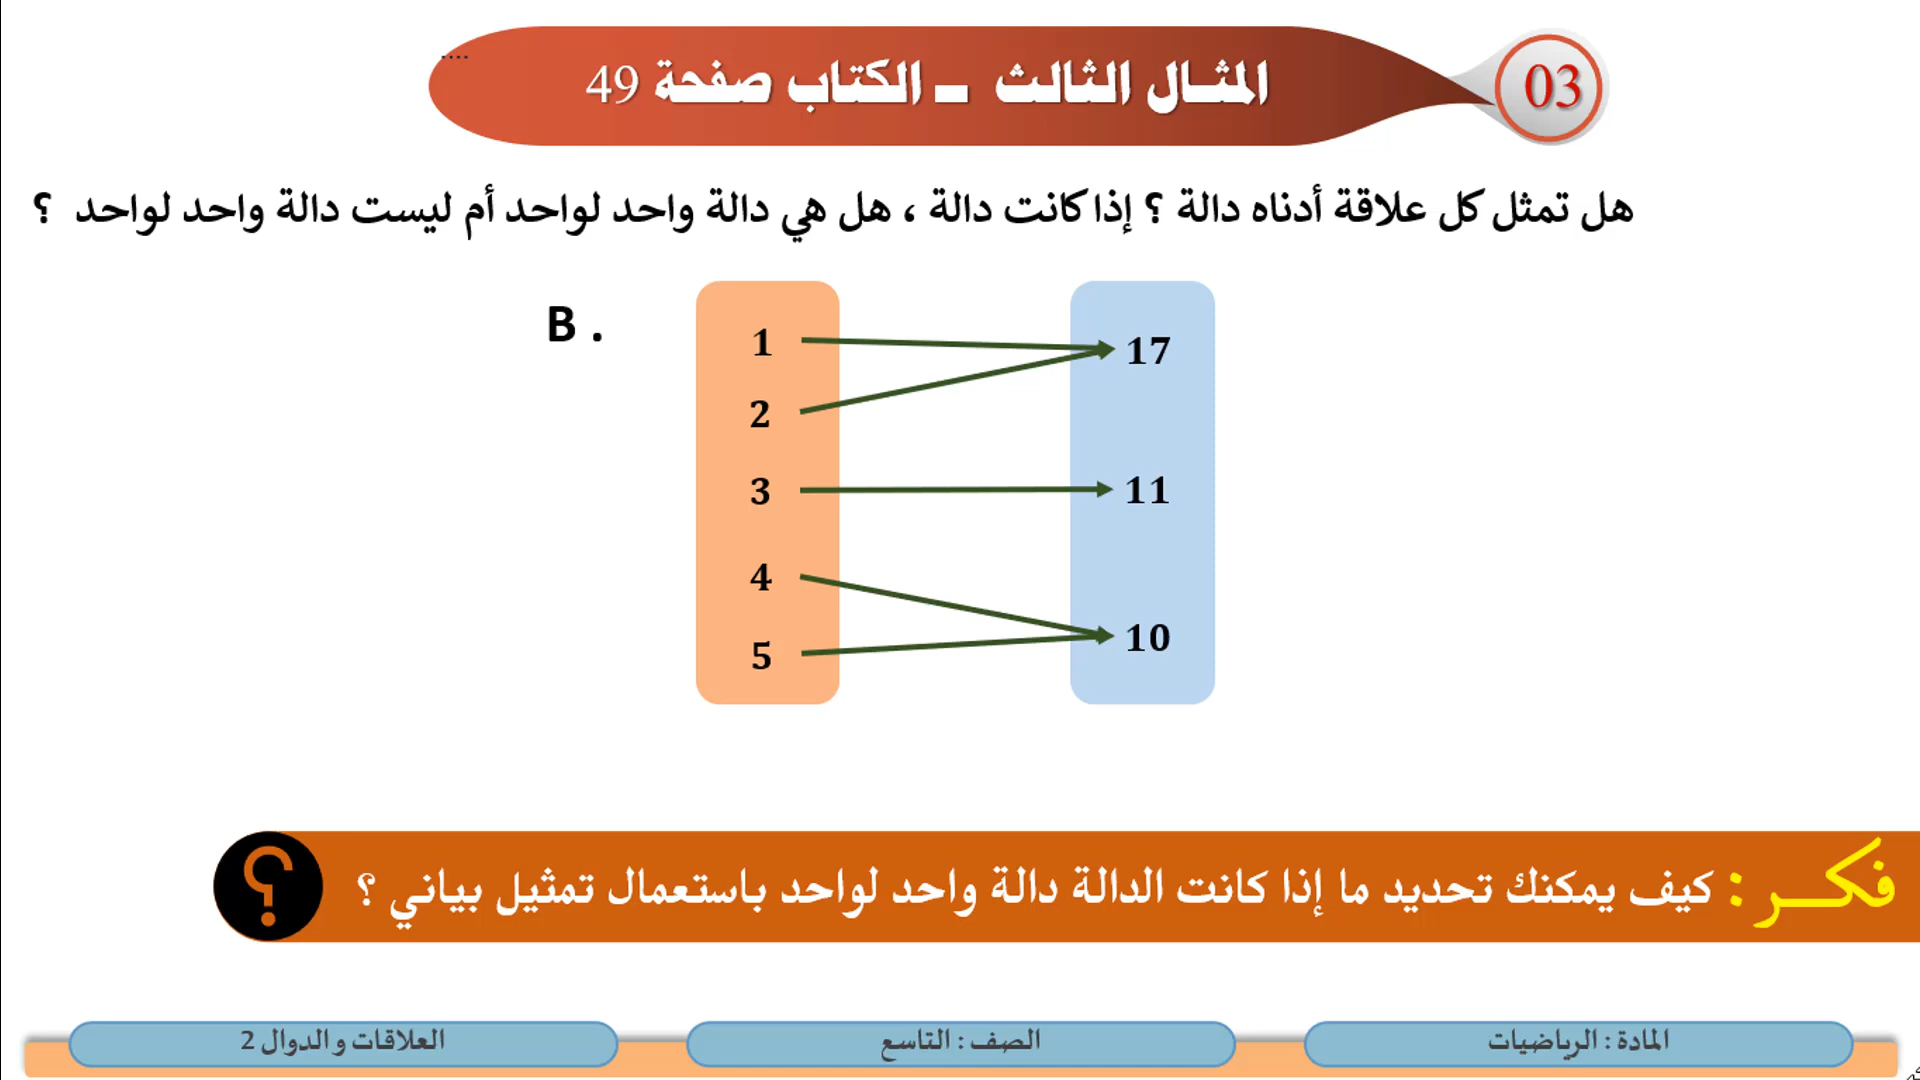 ....
03
المثال الثالث ـ الكتاب صفحة 49
هل تمثل كل علاقة أدناه دالة ؟ إذا كانت دالة ، هل هي دالة واحد لواحد أم ليست دالة واحد لواحد ؟
B .
1
2
3
4
5
17
11
10
فكــر : كيف يمكنك تحديد ما إذا كانت الدالة دالة واحد لواحد باستعمال تمثيل بياني ؟
؟
المادة : الرياضيات
الصف : التاسع
العلاقات و الدوال 2